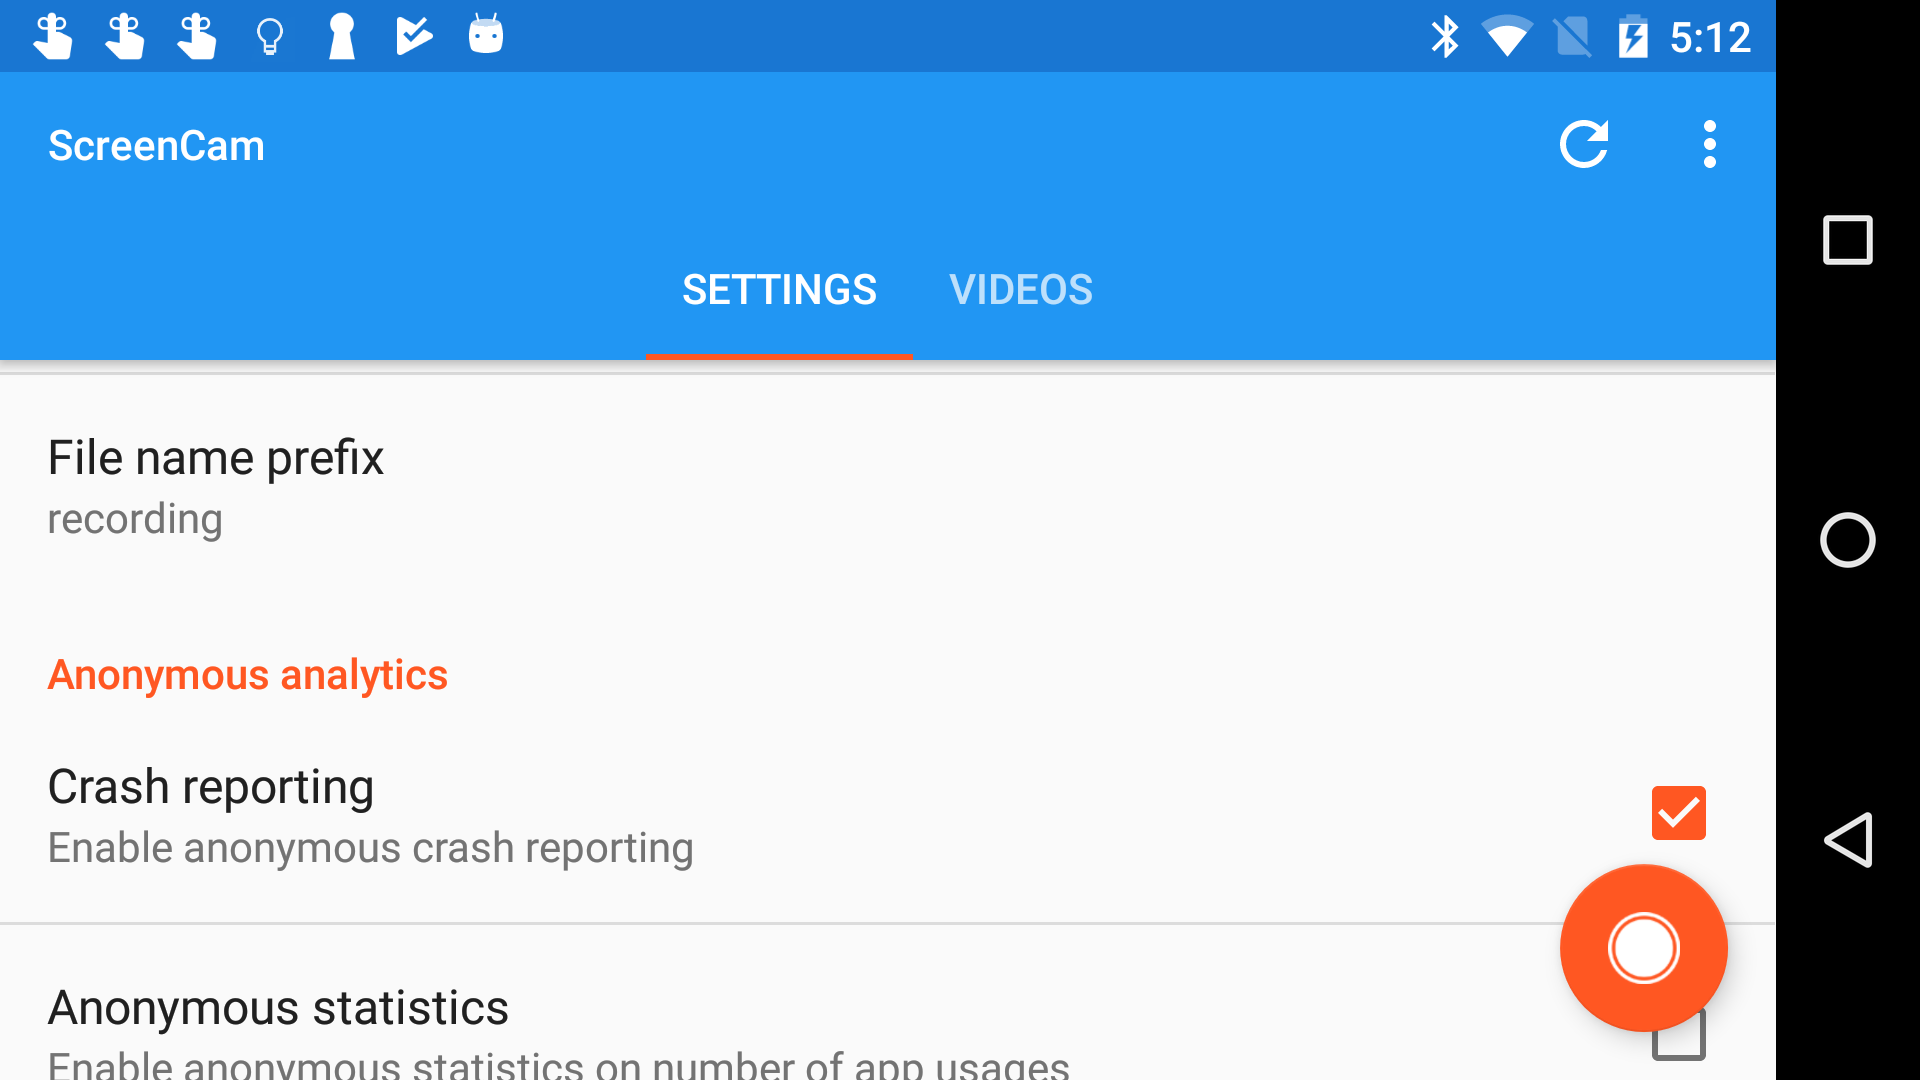 5:12
ScreenCam
SETTINGS VIDEOS
File name prefix
recording
Anonymous analytics
Crash reporting
Enable anonymous crash reporting
Anonymous statistics
Enable anonymous statistics on number of app usages